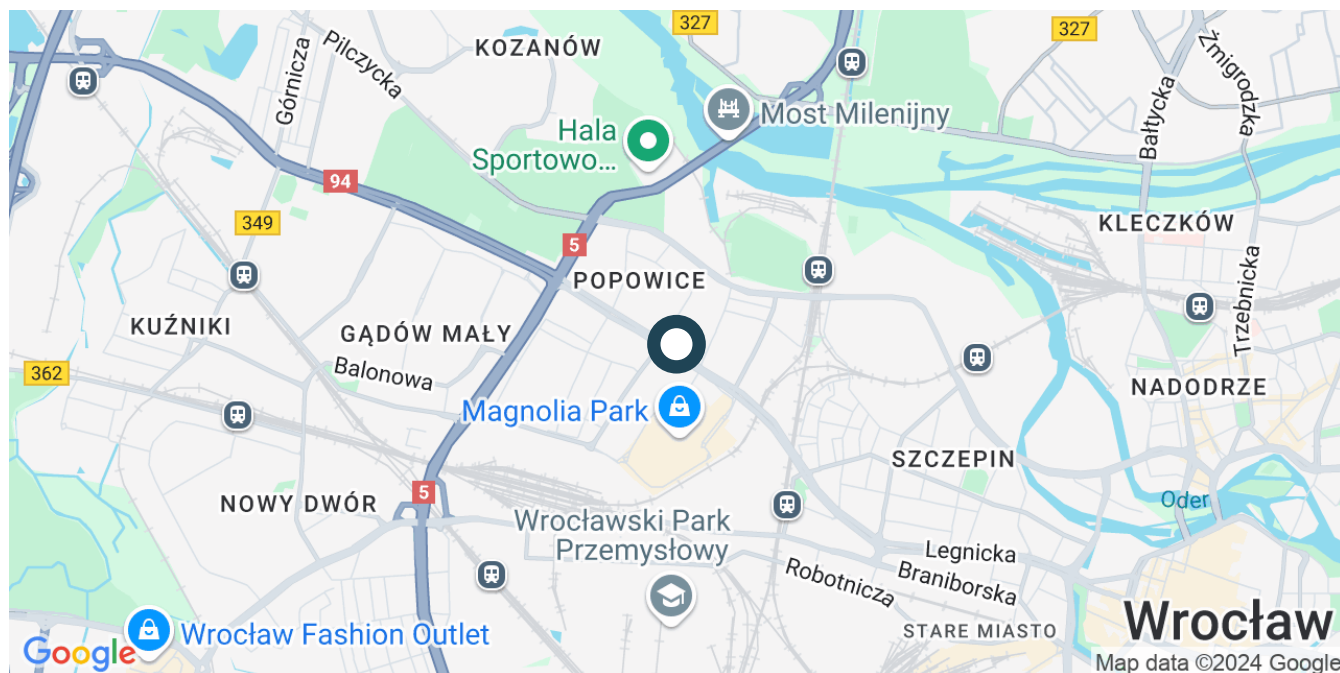 327
327
KOZANÓW
Pilczycka
Górnicza
Żmigrodzka
Bałtycka
Most Milenijny
Hala
Sportowo...
94
349
5
KLECZKÓW
POPOWICE
Trzebnicka
KUŹNIKI
GĄDÓW MAŁY
Balonowa
362
NADODRZE
Magnolia Park
SZCZEPIN
5
NOWY DWÓR
Oder
Wrocławski Park
Przemysłowy
Legnicka
Robotnicza
Braniborska
Wrocław
STARE MIASTO
Wrocław Fashion Outlet
Google
Map data ©2024 Google